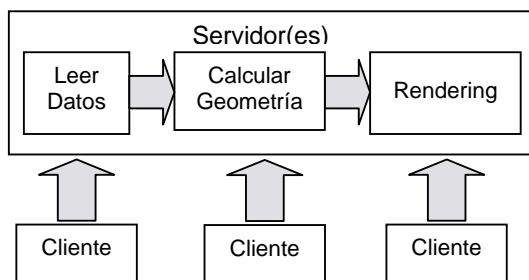 Servidor(es)
Leer
Datos
Calcular
Geometría
Rendering
Cliente
Cliente
Cliente